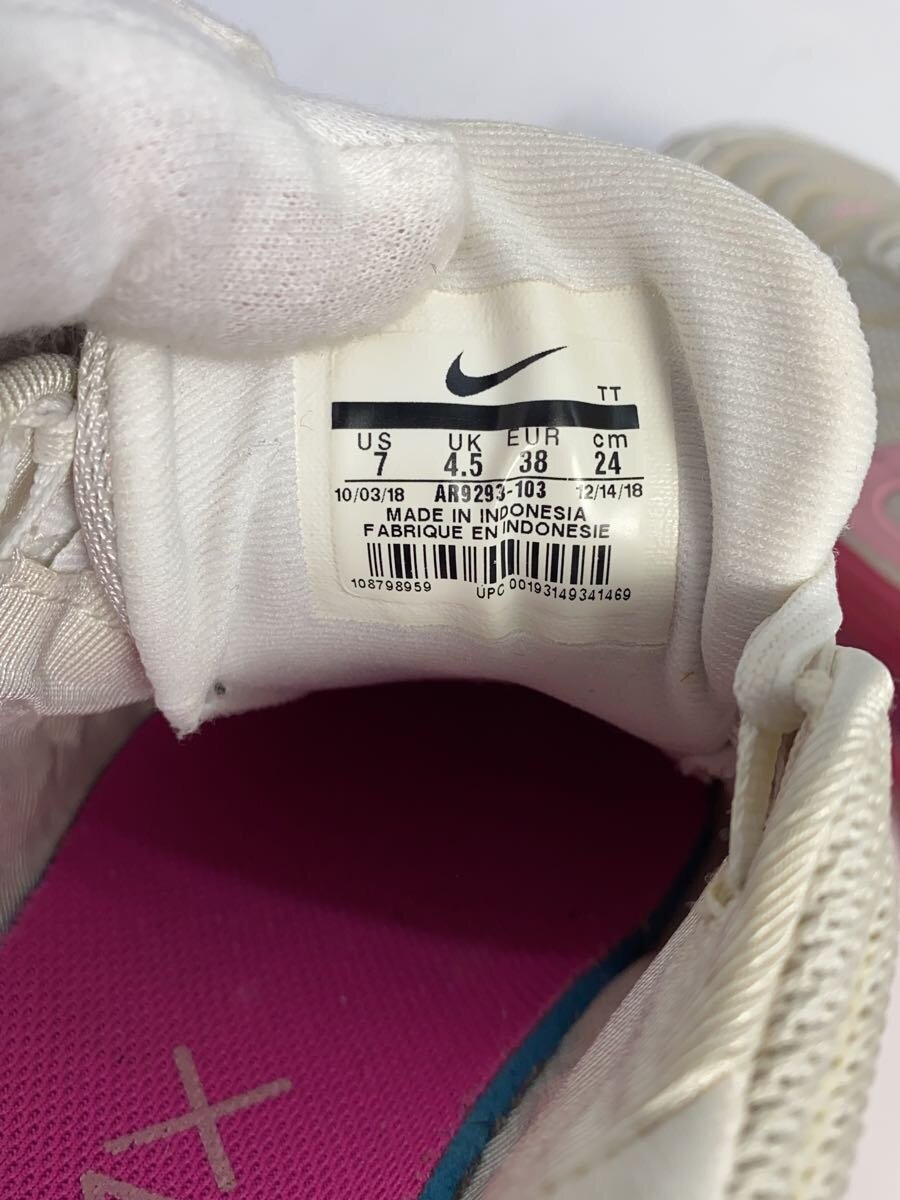 TT
US UK EUR cm
7 4.5 38 24
10/03/18 AR9293-103 12/14/18
MADE IN INDONESIA
FABRIQUE EN INDONESIE
108798959 UPC 00193149341469
AX